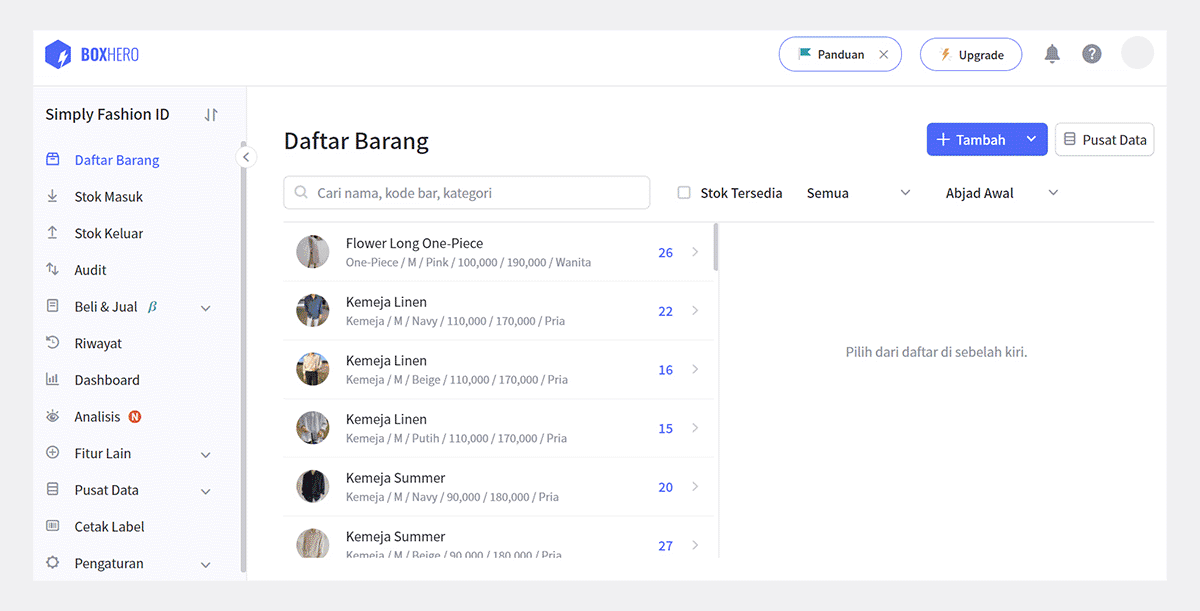 BOXHERO
Panduan
Upgrade
Simply Fashion ID
Daftar Barang
Stok Masuk
Stok Keluar
Audit
Beli & Jual β
Riwayat
Dashboard
Analisis N
Fitur Lain
Pusat Data
Cetak Label
Pengaturan
Daftar Barang
+ Tambah
Pusat Data
Cari nama, kode bar, kategori
Stok Tersedia
Semua
Abjad Awal
Flower Long One-Piece
One-Piece / M / Pink / 100,000 / 190,000 / Wanita
26
Kemeja Linen
Kemeja / M / Navy / 110,000 / 170,000 / Pria
22
Kemeja Linen
Kemeja / M / Beige / 110,000 / 170,000 / Pria
16
Kemeja Linen
Kemeja / M / Putih / 110,000 / 170,000 / Pria
15
Kemeja Summer
Kemeja / M / Navy / 90,000 / 180,000 / Pria
20
Kemeja Summer
Kemeja / M / Beige / 90,000 / 180,000 / Pria
27
Pilih dari daftar di sebelah kiri.